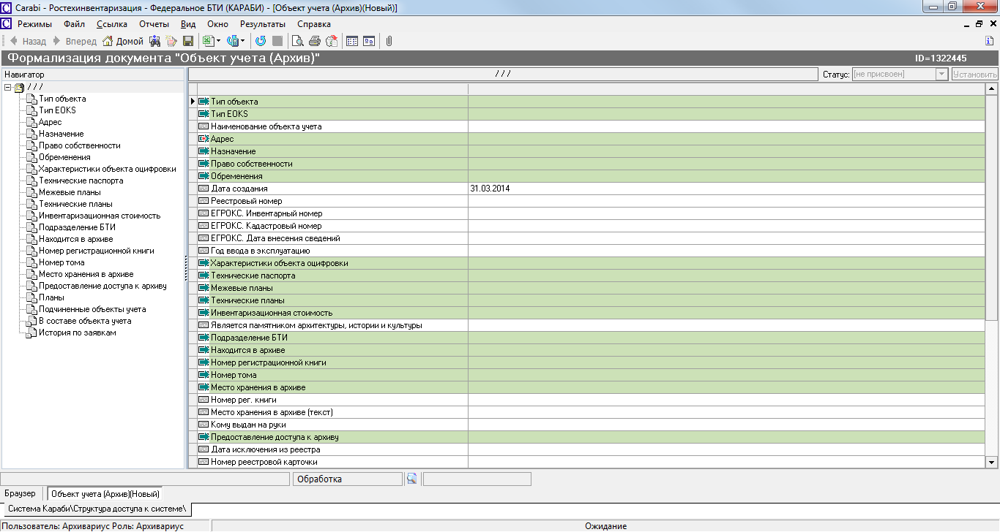 Carabi - Ростехинвентаризация - Федеральное БТИ (КАРАБИ) - [Объект учета (Архив)(Новый)]
Режимы Файл Ссылка Отчеты Вид Окно Результаты Справка
Назад Вперед Домой
Формализация документа "Объект учета (Архив)" ID=1322445
Навигатор
/ / /
Тип объекта
Тип EOKS
Адрес
Назначение
Право собственности
Обременения
Характеристики объекта оцифровки
Технические паспорта
Межевые планы
Технические планы
Инвентаризационная стоимость
Подразделение БТИ
Находится в архиве
Номер регистрационной книги
Номер тома
Место хранения в архиве
Предоставление доступа к архиву
Планы
Подчиненные объекты учета
В составе объекта учета
История по заявкам
/ / / Статус: [не присвоен] Установить
Тип объекта
Тип EOKS
Наименование объекта учета
Адрес
Назначение
Право собственности
Обременения
Дата создания 31.03.2014
Реестровый номер
ЕГРОКС. Инвентарный номер
ЕГРОКС. Кадастровый номер
ЕГРОКС. Дата внесения сведений
Год ввода в эксплуатацию
Характеристики объекта оцифровки
Технические паспорта
Межевые планы
Технические планы
Инвентаризационная стоимость
Является памятником архитектуры, истории и культуры
Подразделение БТИ
Находится в архиве
Номер регистрационной книги
Номер тома
Место хранения в архиве
Номер рег. книги
Место хранения в архиве (текст)
Кому выдан на руки
Предоставление доступа к архиву
Дата исключения из реестра
Номер реестровой карточки
Обработка
Браузер Объект учета (Архив)(Новый)
Система Караби\Структура доступа к системе\
Пользователь: Архивариус Роль: Архивариус Ожидание